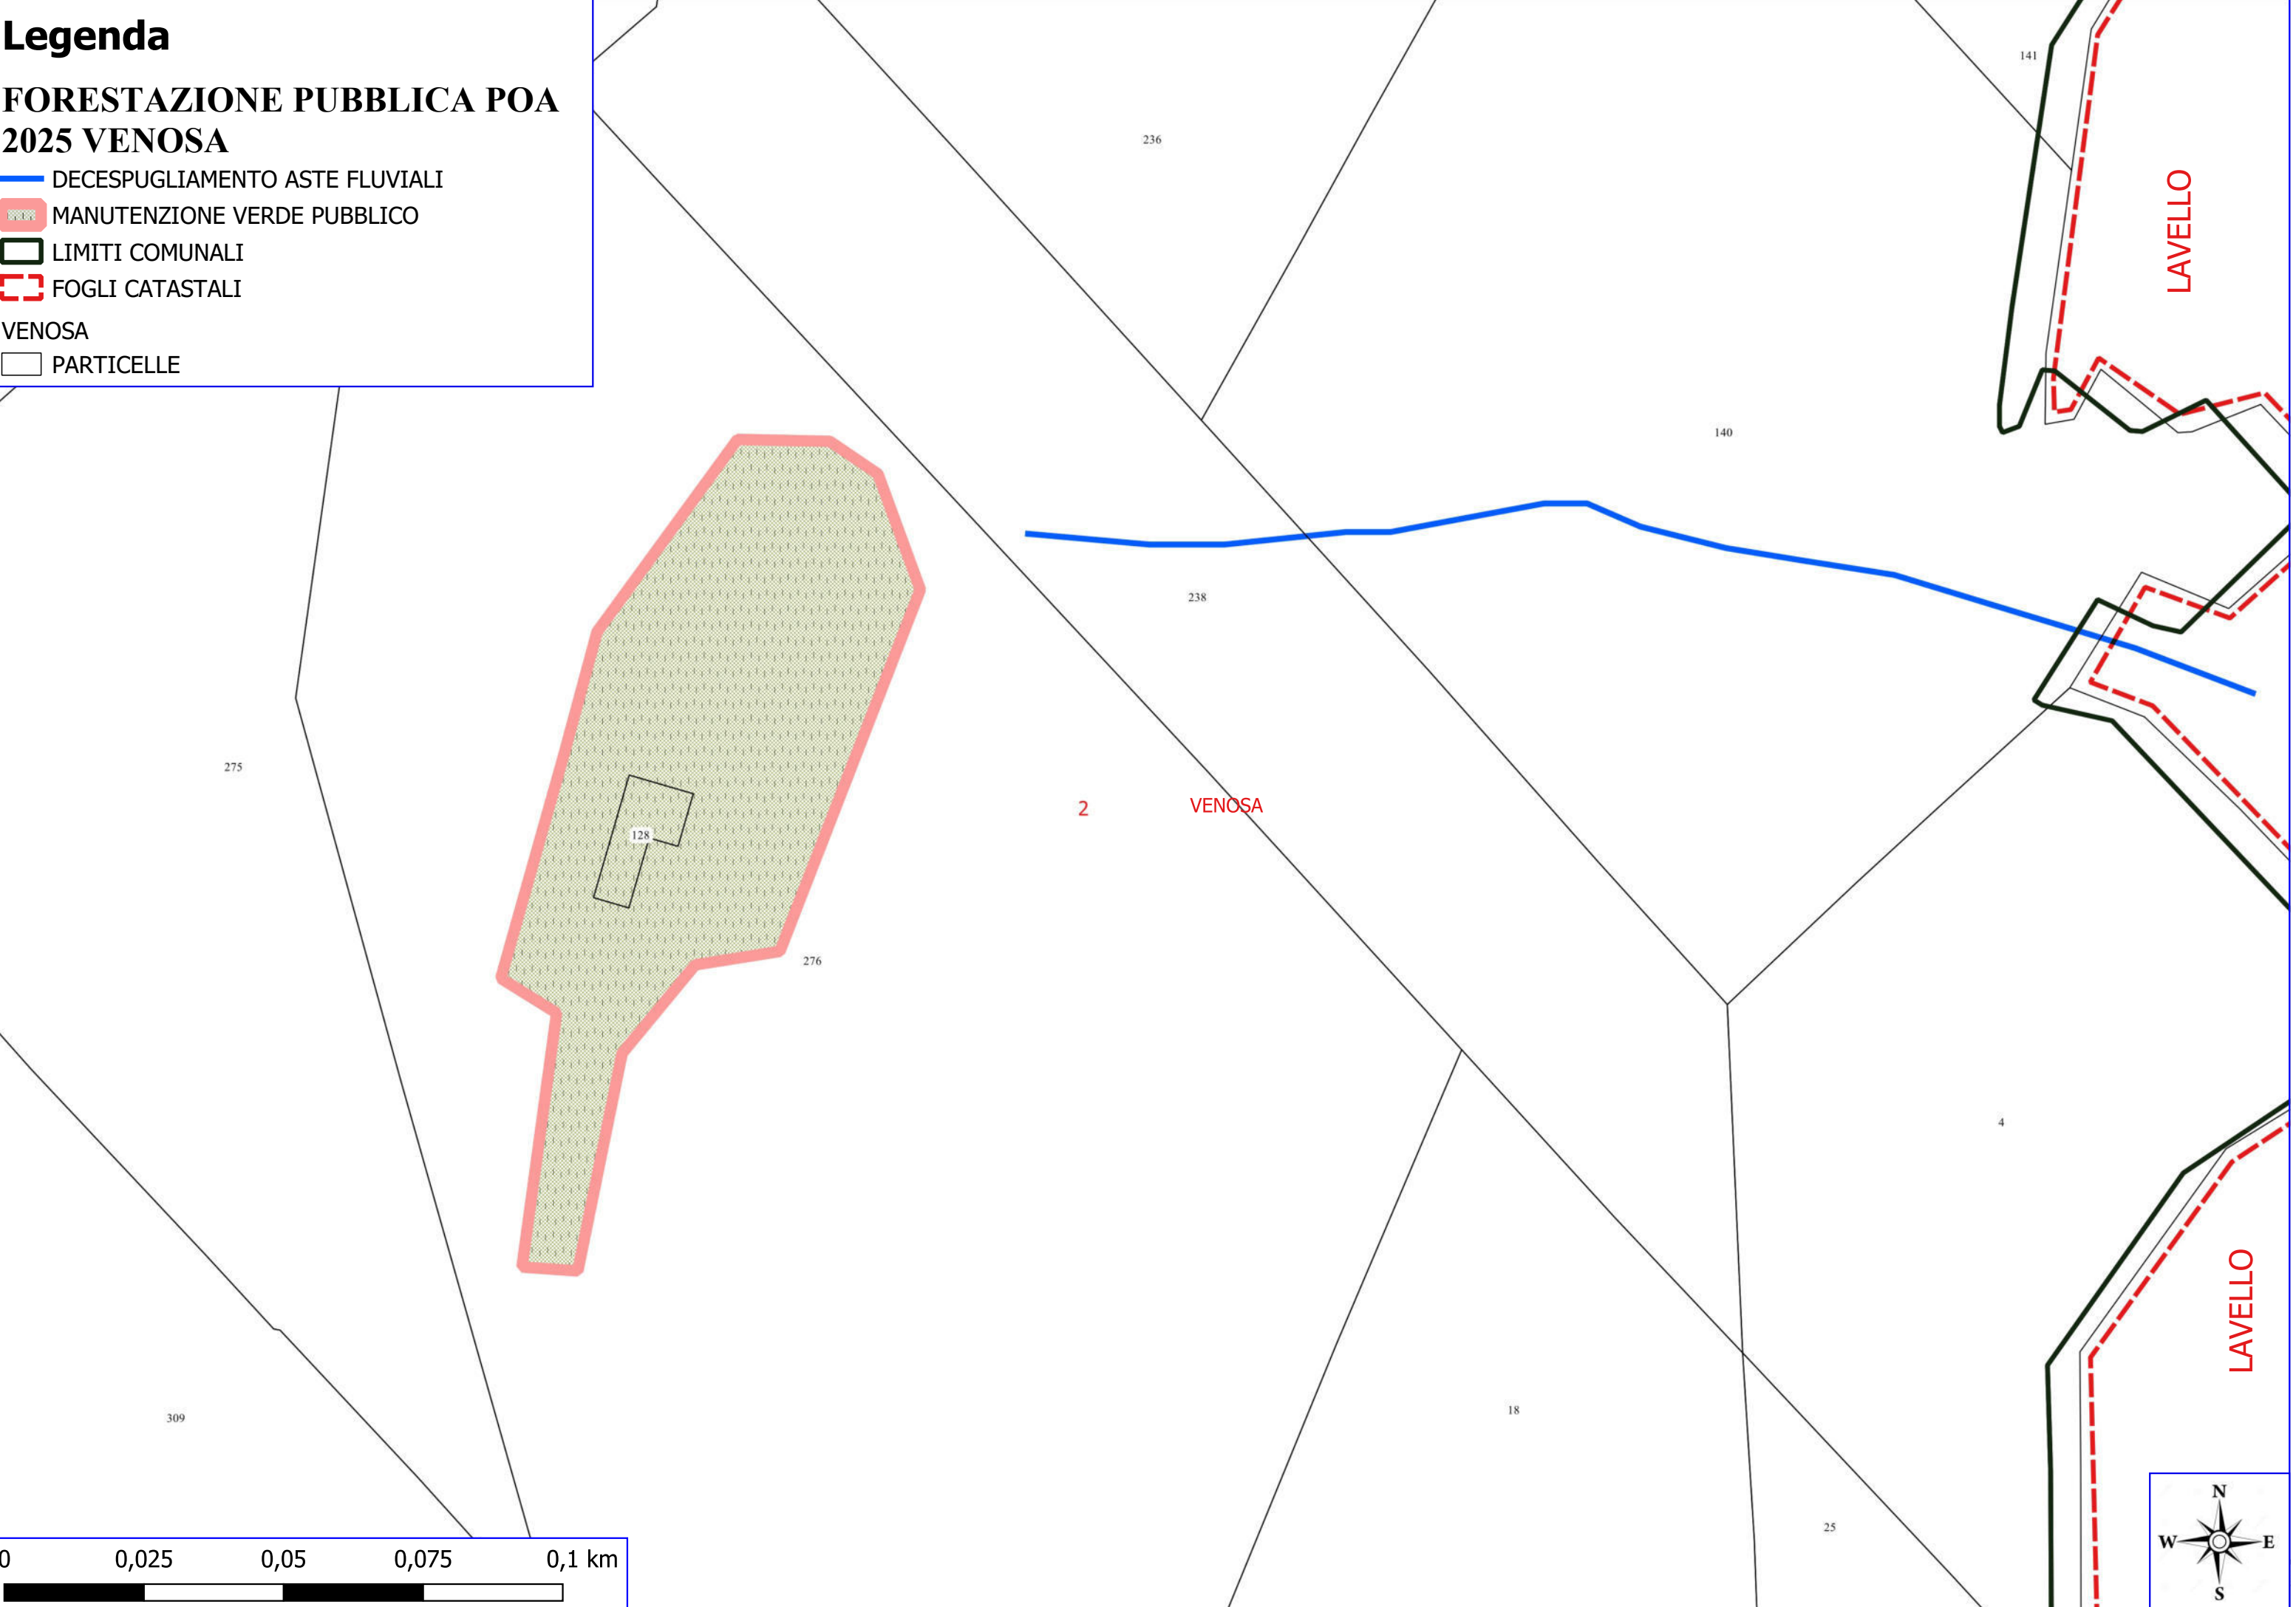 Legenda
FORESTAZIONE PUBBLICA POA
2025 VENOSA
DECESPUGLIAMENTO ASTE FLUVIALI
MANUTENZIONE VERDE PUBBLICO
LIMITI COMUNALI
FOGLI CATASTALI
VENOSA
PARTICELLE
141
236
LAVELLO
140
238
275
2
VENOSA
128
276
4
LAVELLO
18
309
25
N
W
E
S
0 0,025 0,05 0,075 0,1 km